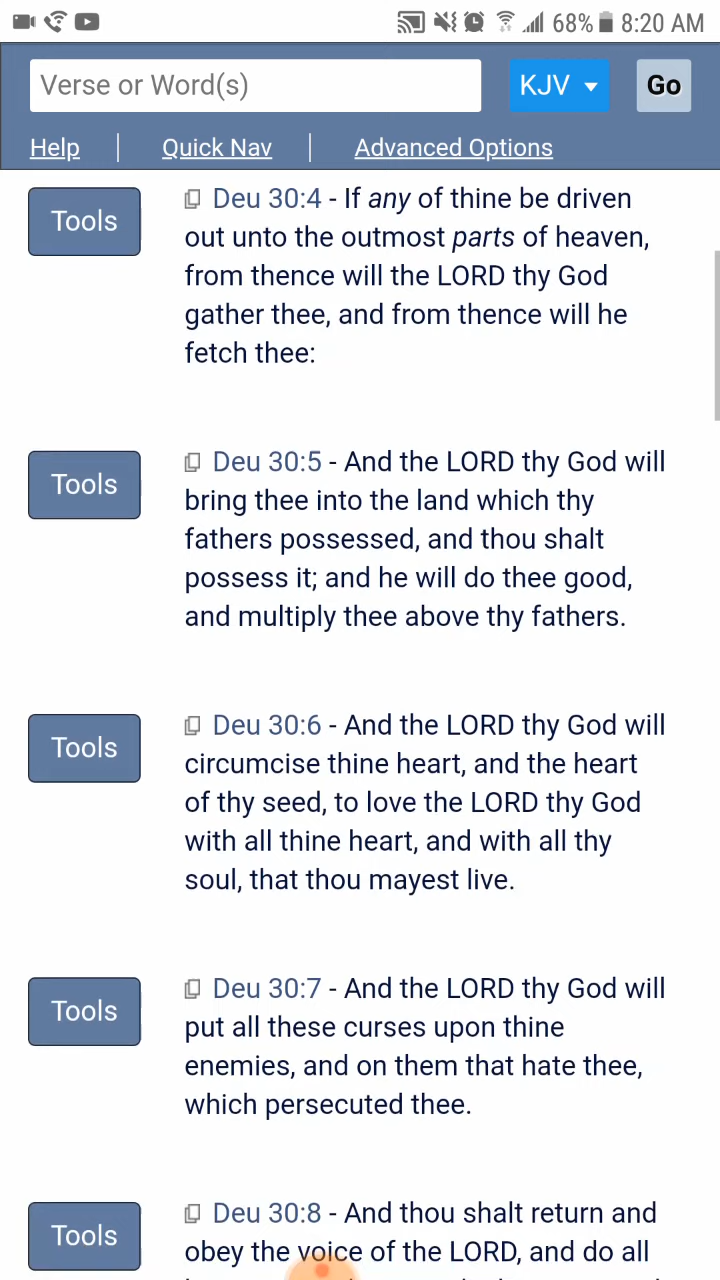 68% 8:20 AM
Verse or Word(s) KJV Go
Help Quick Nav Advanced Options
Tools
Deu 30:4 - If any of thine be driven
out unto the outmost parts of heaven,
from thence will the LORD thy God
gather thee, and from thence will he
fetch thee:
Tools
Deu 30:5 - And the LORD thy God will
bring thee into the land which thy
fathers possessed, and thou shalt
possess it; and he will do thee good,
and multiply thee above thy fathers.
Tools
Deu 30:6 - And the LORD thy God will
circumcise thine heart, and the heart
of thy seed, to love the LORD thy God
with all thine heart, and with all thy
soul, that thou mayest live.
Tools
Deu 30:7 - And the LORD thy God will
put all these curses upon thine
enemies, and on them that hate thee,
which persecuted thee.
Tools
Deu 30:8 - And thou shalt return and
obey the voice of the LORD, and do all